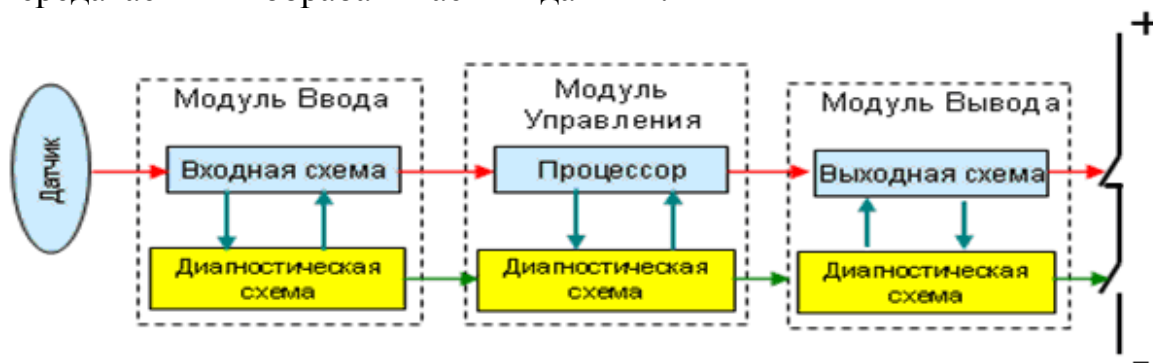 +
Модуль Ввода
Модуль
Управления
Модуль Вывода
Датчик
Входная схема
Процессор
Выходная схема
Диагностическая
схема
Диагностическая
схема
Диагностическая
схема